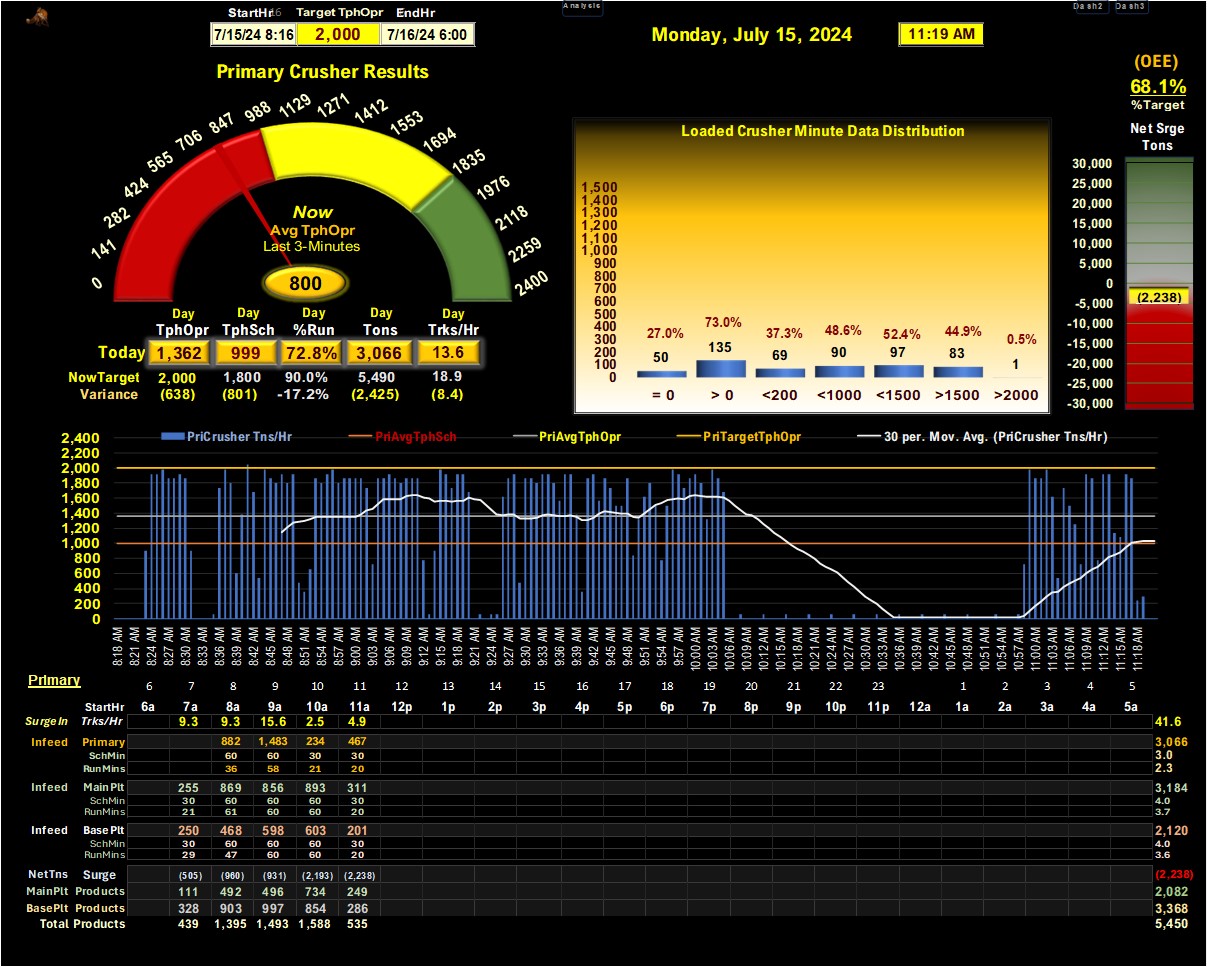 Analysis Dash2 Dash3
StartHr Target TphOpr EndHr
7/15/24 8:16 2,000 7/16/24 6:00
Monday, July 15, 2024 11:19 AM
(OEE)
68.1%
%Target
Primary Crusher Results
0 141 282 424 565 706 847 988 1129 1271 1412 1553 1694 1835 1976 2118 2259 2400
Now
Avg TphOpr
Last 3-Minutes
800
Day Day Day Day Day
TphOpr TphSch %Run Tons Trks/Hr
Today 1,362 999 72.8% 3,066 13.6
NowTarget 2,000 1,800 90.0% 5,490 18.9
Variance (638) (801) -17.2% (2,425) (8.4)
Loaded Crusher Minute Data Distribution
1,500
1,400
1,300
1,200
1,100
1,000
900
800
700
600
500
400
300
200
100
0
27.0% 73.0% 37.3% 48.6% 52.4% 44.9% 0.5%
50 135 69 90 97 83 1
= 0 > 0 <200 <1000 <1500 >1500 >2000
Net Srge
Tons
30,000
25,000
20,000
15,000
10,000
5,000
0
(2,238)
-5,000
-10,000
-15,000
-20,000
-25,000
-30,000
PriCrusher Tns/Hr PriAvgTphSch PriAvgTphOpr PriTargetTphOpr 30 per. Mov. Avg. (PriCrusher Tns/Hr)
2,400
2,200
2,000
1,800
1,600
1,400
1,200
1,000
800
600
400
200
0
8:18 AM 8:21 AM 8:24 AM 8:27 AM 8:30 AM 8:33 AM 8:36 AM 8:39 AM 8:42 AM 8:45 AM 8:48 AM 8:51 AM 8:54 AM 8:57 AM 9:00 AM 9:03 AM 9:06 AM 9:09 AM 9:12 AM 9:15 AM 9:18 AM 9:21 AM 9:24 AM 9:27 AM 9:30 AM 9:33 AM 9:36 AM 9:39 AM 9:42 AM 9:45 AM 9:48 AM 9:51 AM 9:54 AM 9:57 AM 10:00 AM 10:03 AM 10:06 AM 10:09 AM 10:12 AM 10:15 AM 10:18 AM 10:21 AM 10:24 AM 10:27 AM 10:30 AM 10:33 AM 10:36 AM 10:39 AM 10:42 AM 10:45 AM 10:48 AM 10:51 AM 10:54 AM 10:57 AM 11:00 AM 11:03 AM 11:06 AM 11:09 AM 11:12 AM 11:15 AM 11:18 AM
Primary
6 7 8 9 10 11 12 13 14 15 16 17 18 19 20 21 22 23 1 2 3 4 5
StartHr 6a 7a 8a 9a 10a 11a 12p 1p 2p 3p 4p 5p 6p 7p 8p 9p 10p 11p 12a 1a 2a 3a 4a 5a
SurgeIn Trks/Hr 9.3 9.3 15.6 2.5 4.9 41.6
Infeed Primary 882 1,483 234 467 3,066
SchMin 60 60 30 30 3.0
RunMins 36 58 21 20 2.3
Infeed Main Plt 255 869 856 893 311 3,184
SchMin 30 60 60 60 30 4.0
RunMins 21 61 60 60 20 3.7
Infeed Base Plt 250 468 598 603 201 2,120
SchMin 30 60 60 60 30 4.0
RunMins 29 47 60 60 20 3.6
NetTns Surge (505) (960) (931) (2,193) (2,238) (2,238)
MainPlt Products 111 492 496 734 249 2,082
BasePlt Products 328 903 997 854 286 3,368
Total Products 439 1,395 1,493 1,588 535 5,450